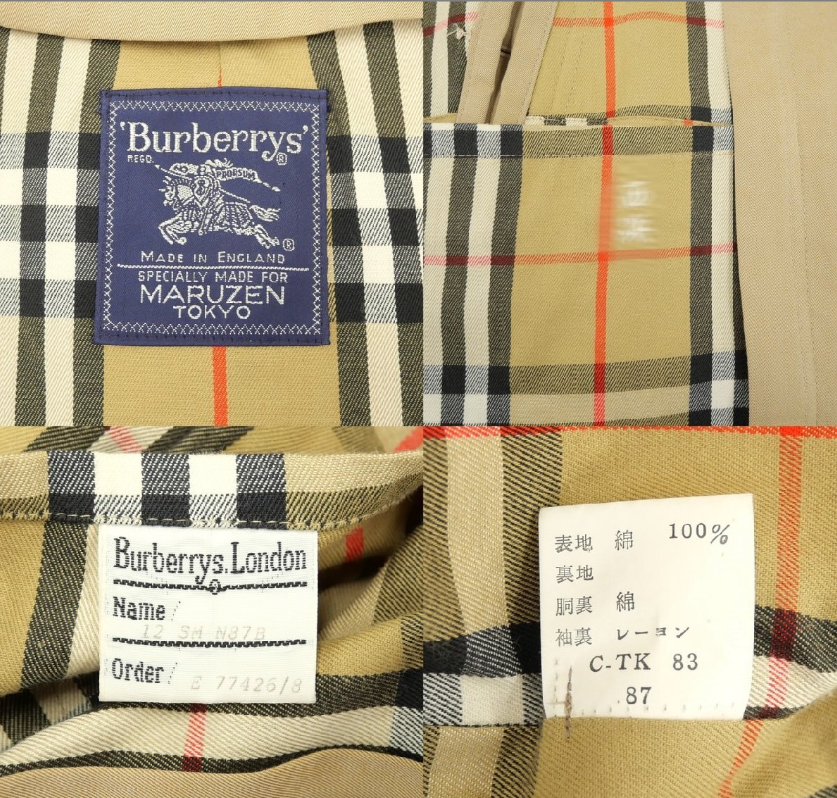 'Burberrys'®
REGD.
PRORSUM
®
MADE IN ENGLAND
SPECIALLY MADE FOR
MARUZEN
TOKYO
Burberrys.London
Name/
12 SH N87B
Order/
E 77426/8
表地 綿 100%
裏地
胴裏 綿
袖裏 レーヨン
C-TK 83
87